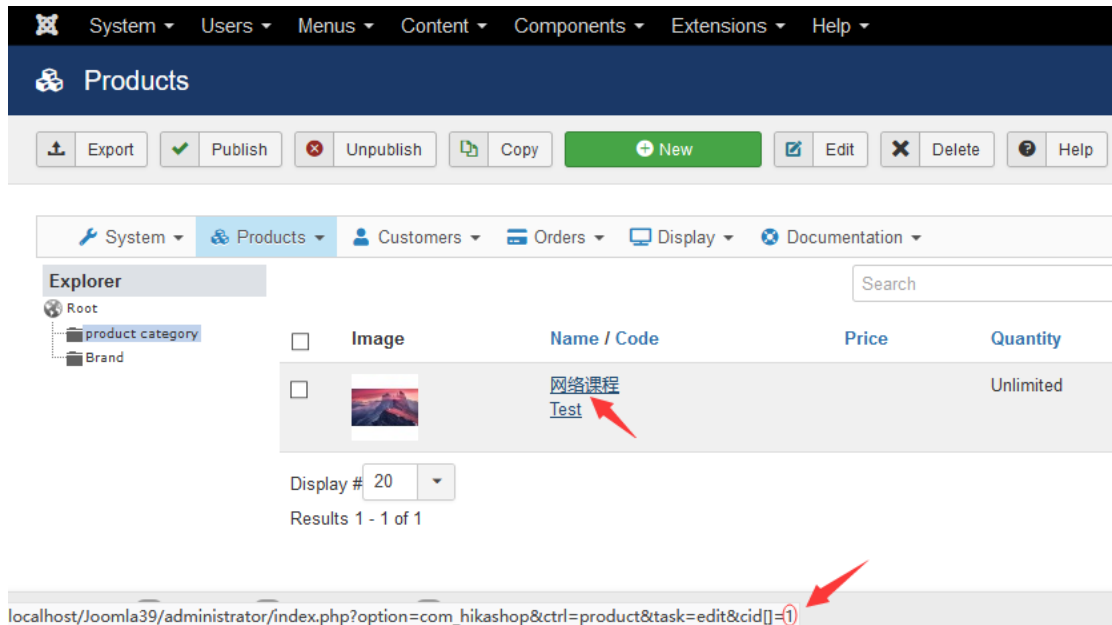 System Users Menus Content Components Extensions Help
Products
Export Publish Unpublish Copy New Edit Delete Help
System Products Customers Orders Display Documentation
Explorer
Search
Root
product category
Brand
Image Name / Code Price Quantity
网络课程 Unlimited
Test
Display # 20
Results 1 - 1 of 1
localhost/Joomla39/administrator/index.php?option=com_hikashop&ctrl=product&task=edit&cid[]=1